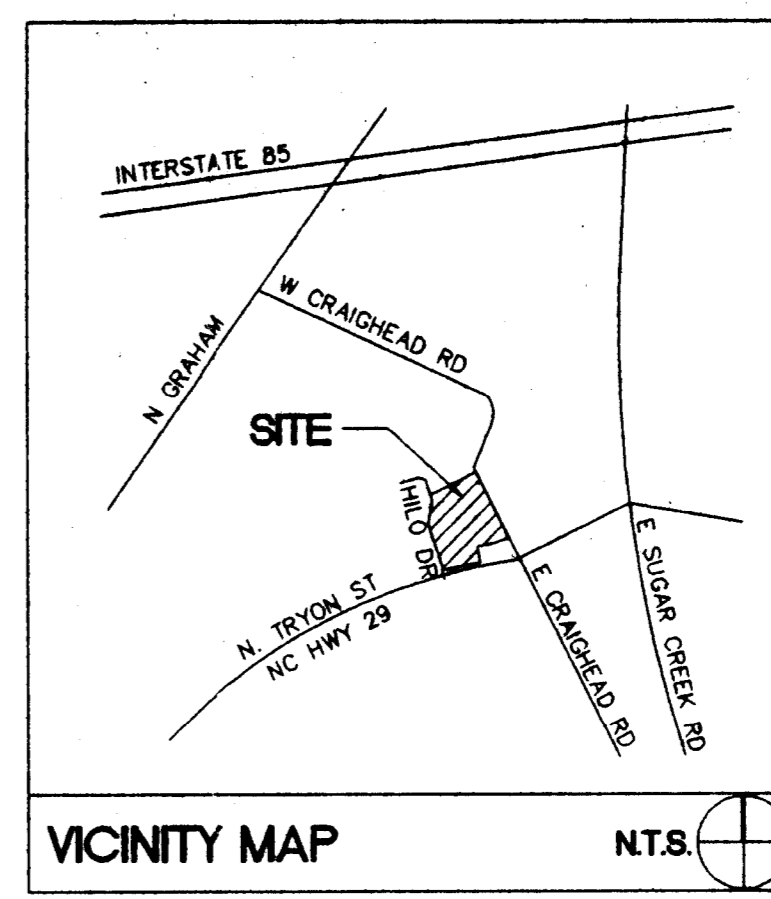 INTERSTATE 85
W CRAIGHEAD RD
N GRAHAM
SITE
HILO DR
N. TRYON ST
NC HWY 29
E CRAIGHEAD RD
E SUGAR CREEK RD
VICINITY MAP
N.T.S.